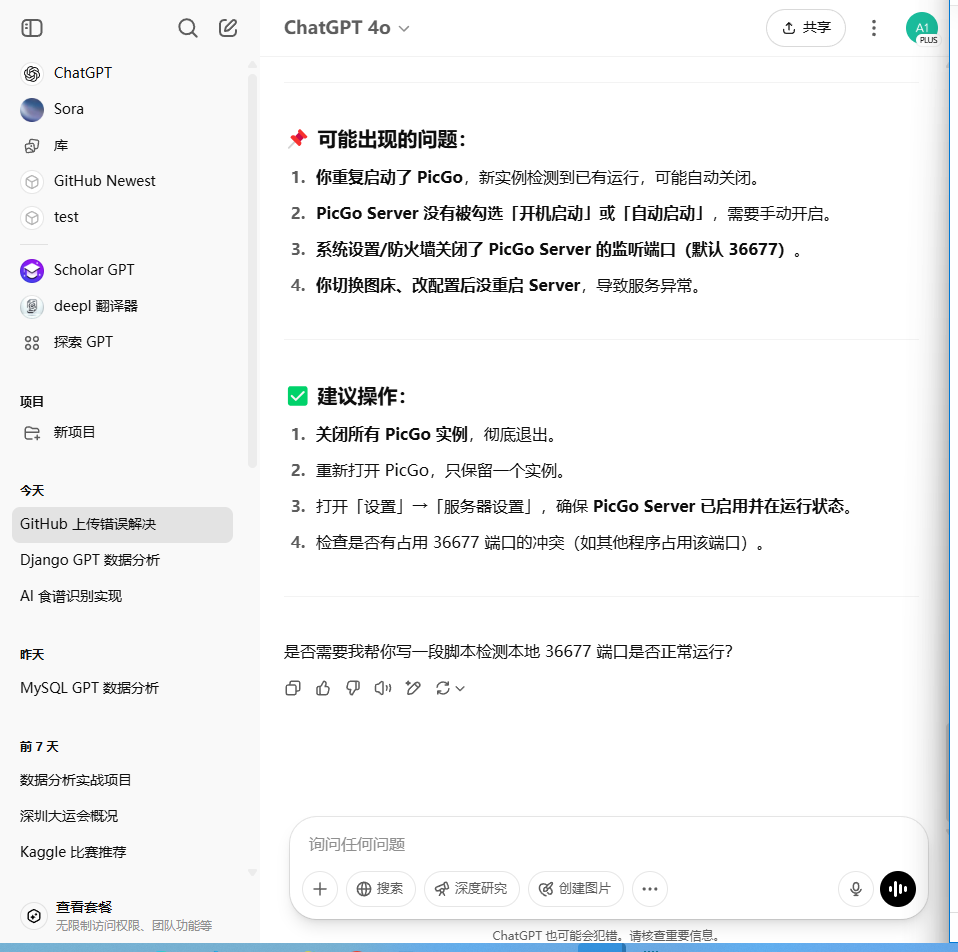 ChatGPT 4o
共享
A1
PLUS
ChatGPT
Sora
库
GitHub Newest
test
Scholar GPT
deepl 翻译器
探索 GPT
项目
新项目
今天
GitHub 上传错误解决
Django GPT 数据分析
AI 食谱识别实现
昨天
MySQL GPT 数据分析
前 7 天
数据分析实战项目
深圳大运会概况
Kaggle 比赛推荐
查看套餐
无限制访问权限、团队功能等
可能出现的问题：
1. 你重复启动了 PicGo，新实例检测到已有运行，可能自动关闭。
2. PicGo Server 没有被勾选「开机启动」或「自动启动」，需要手动开启。
3. 系统设置/防火墙关闭了 PicGo Server 的监听端口（默认 36677）。
4. 你切换图床、改配置后没重启 Server，导致服务异常。
建议操作：
1. 关闭所有 PicGo 实例，彻底退出。
2. 重新打开 PicGo，只保留一个实例。
3. 打开「设置」→「服务器设置」，确保 PicGo Server 已启用并在运行状态。
4. 检查是否有占用 36677 端口的冲突（如其他程序占用该端口）。
是否需要我帮你写一段脚本检测本地 36677 端口是否正常运行？
询问任何问题
搜索
深度研究
创建图片
ChatGPT 也可能会犯错。请核查重要信息。